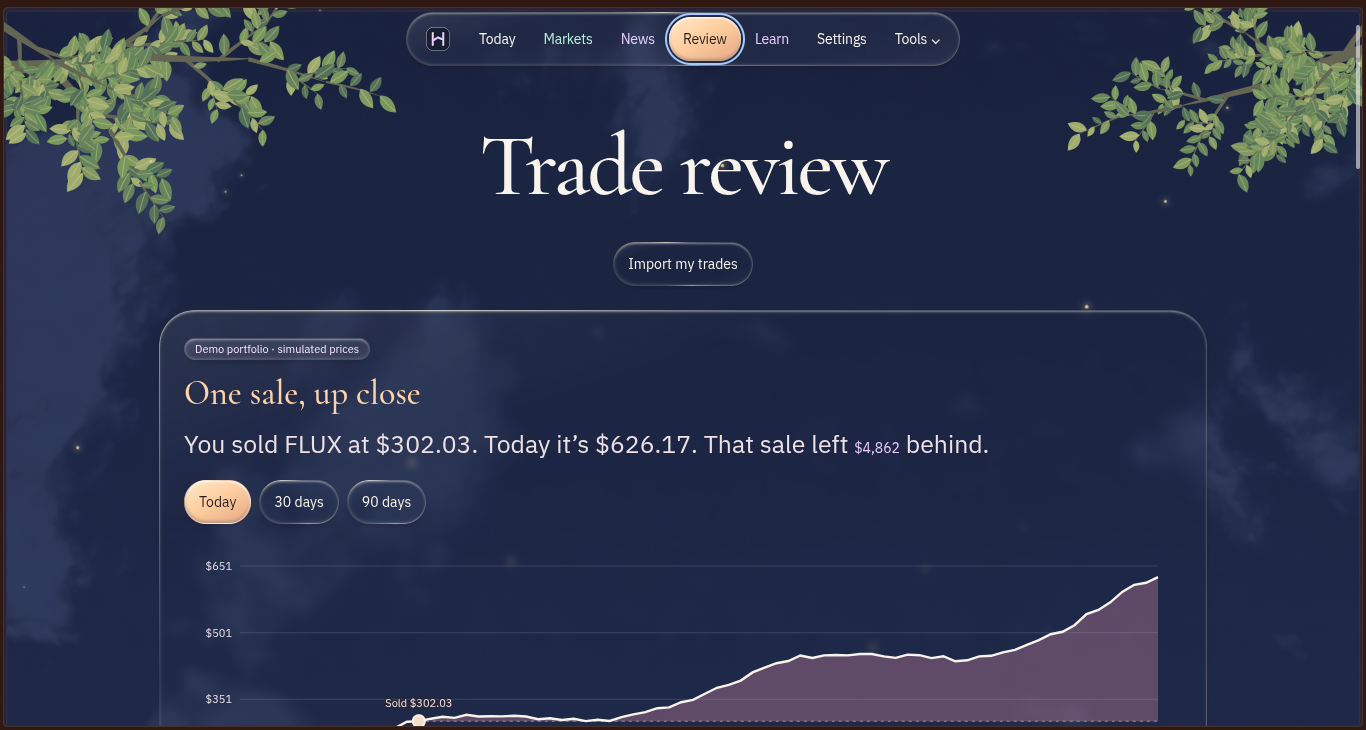 Today Markets News Review Learn Settings Tools
Trade review
Import my trades
Demo portfolio · simulated prices
One sale, up close
You sold FLUX at $302.03. Today it’s $626.17. That sale left $4,862 behind.
Today 30 days 90 days
$651
$501
$351
Sold $302.03